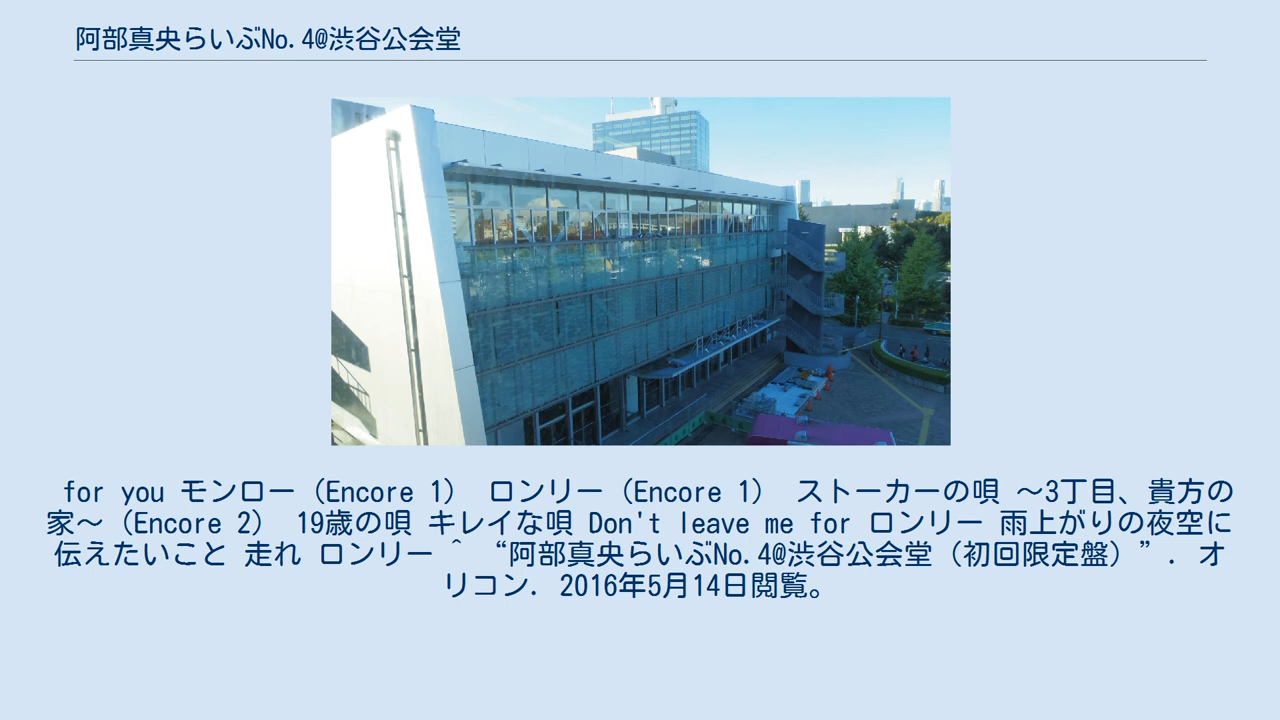 阿部真央らいぶNo.4@渋谷公会堂
for you モンロー（Encore 1） ロンリー（Encore 1） ストーカーの唄 〜3丁目、貴方の
家〜（Encore 2） 19歳の唄 キレイな唄 Don't leave me for ロンリー 雨上がりの夜空に
伝えたいこと 走れ ロンリー ^ “阿部真央らいぶNo.4@渋谷公会堂（初回限定盤）”. オ
リコン. 2016年5月14日閲覧。